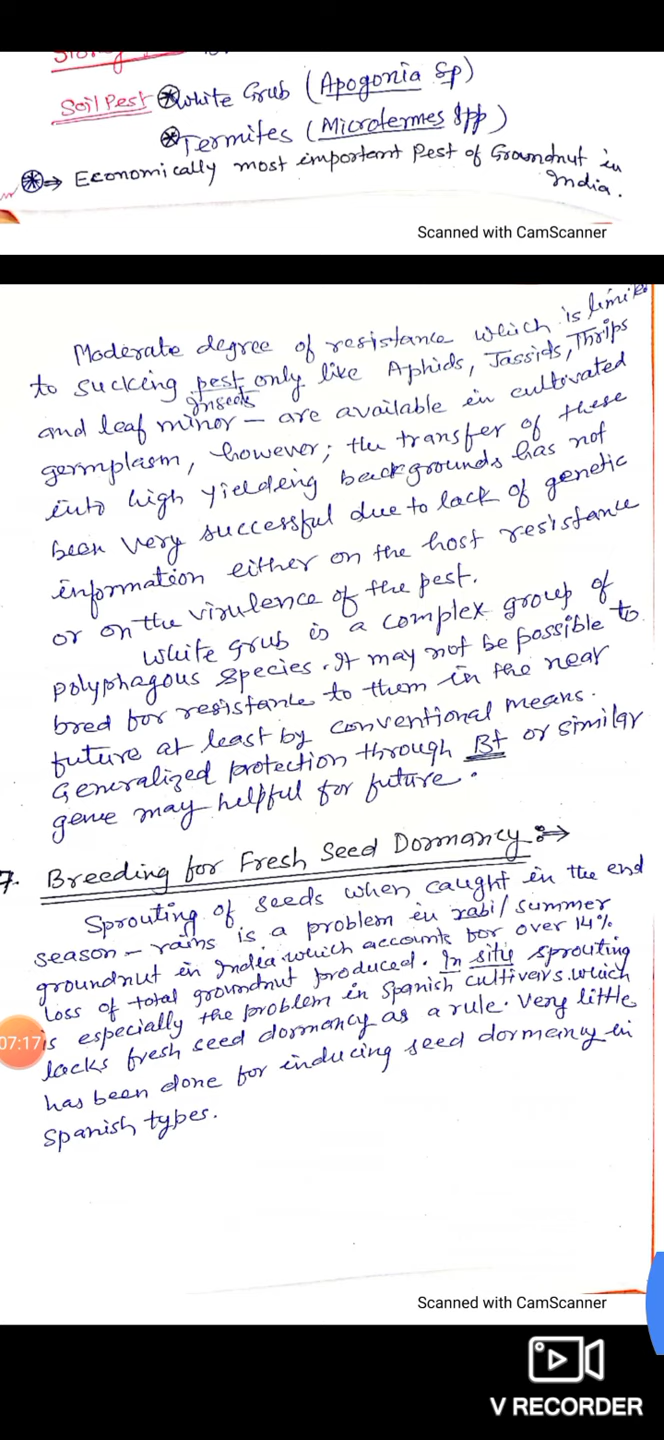 Soil Pest ⊛ White Grub (Apogonia Sp)
⊛ Termites (Microtermes Spp)
⊛⇒ Economically most important Pest of Groundnut in
India.
Scanned with CamScanner
Moderate degree of resistance which is limi
to sucking pest only like Aphids, Jassids, Thrips
Insects
and leaf minor – are available in cultivated
germplasm, however; the transfer of these
into high yielding backgrounds has not
been very successful due to lack of genetic
information either on the host resistance
or on the virulence of the pest.
White grub is a complex group of
polyphagous species. It may not be possible to
bred for resistance to them in the near
future at least by conventional means.
Generalized protection through Bt or similar
gene may helpful for future.
7. Breeding for Fresh Seed Dormancy :⇒
Sprouting of seeds when caught in the end
season – rains is a problem in rabi/summer
groundnut in India. which accounts for over 14%
loss of total groundnut produced. In situ sprouting
is especially the problem in Spanish cultivers. which
lacks fresh seed dormancy as a rule. Very little
has been done for inducing seed dormancy in
Spanish types.
07:17
Scanned with CamScanner
V RECORDER